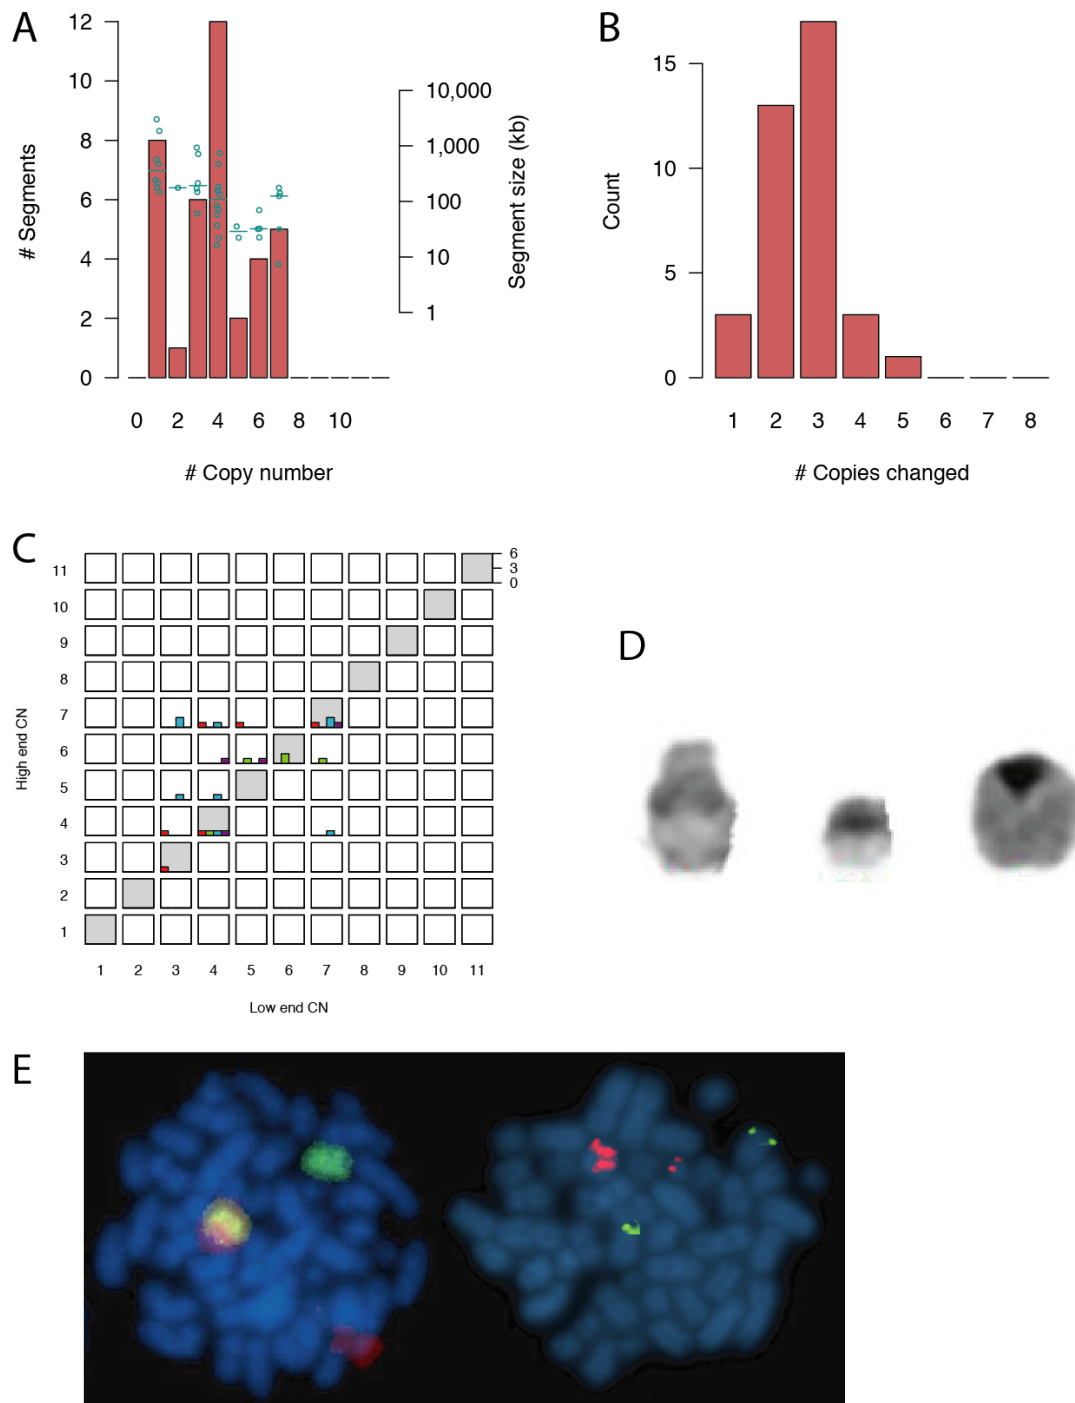 A
12
10
8
6
4
2
0
# Segments
10,000
1,000
100
10
1
Segment size (kb)
0 2 4 6 8 10
# Copy number
B
15
10
5
0
Count
1 2 3 4 5 6 7 8
# Copies changed
C
11
10
9
8
7
6
5
4
3
2
1
High end CN
6
3
0
1 2 3 4 5 6 7 8 9 10 11
Low end CN
D
E